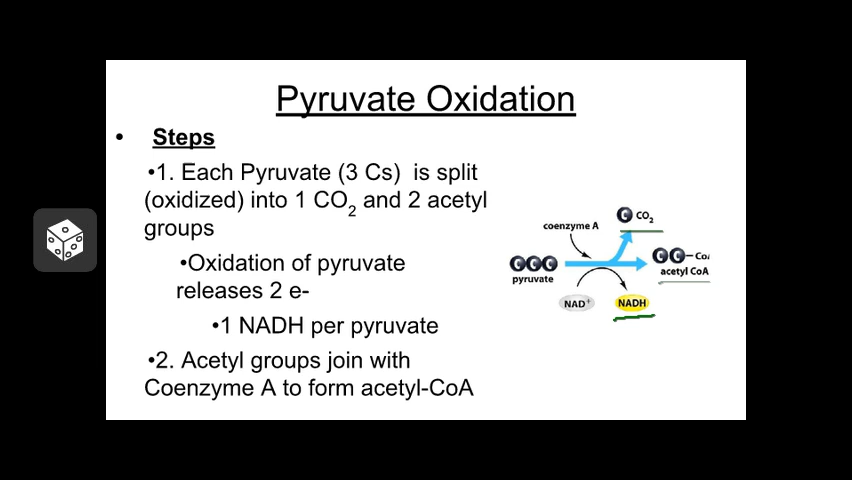 Pyruvate Oxidation
• Steps
•1. Each Pyruvate (3 Cs) is split
(oxidized) into 1 CO2 and 2 acetyl
groups
•Oxidation of pyruvate
releases 2 e-
•1 NADH per pyruvate
•2. Acetyl groups join with
Coenzyme A to form acetyl-CoA
C CO2
coenzyme A
C C C
C C – Co
pyruvate
acetyl CoA
NAD+
NADH